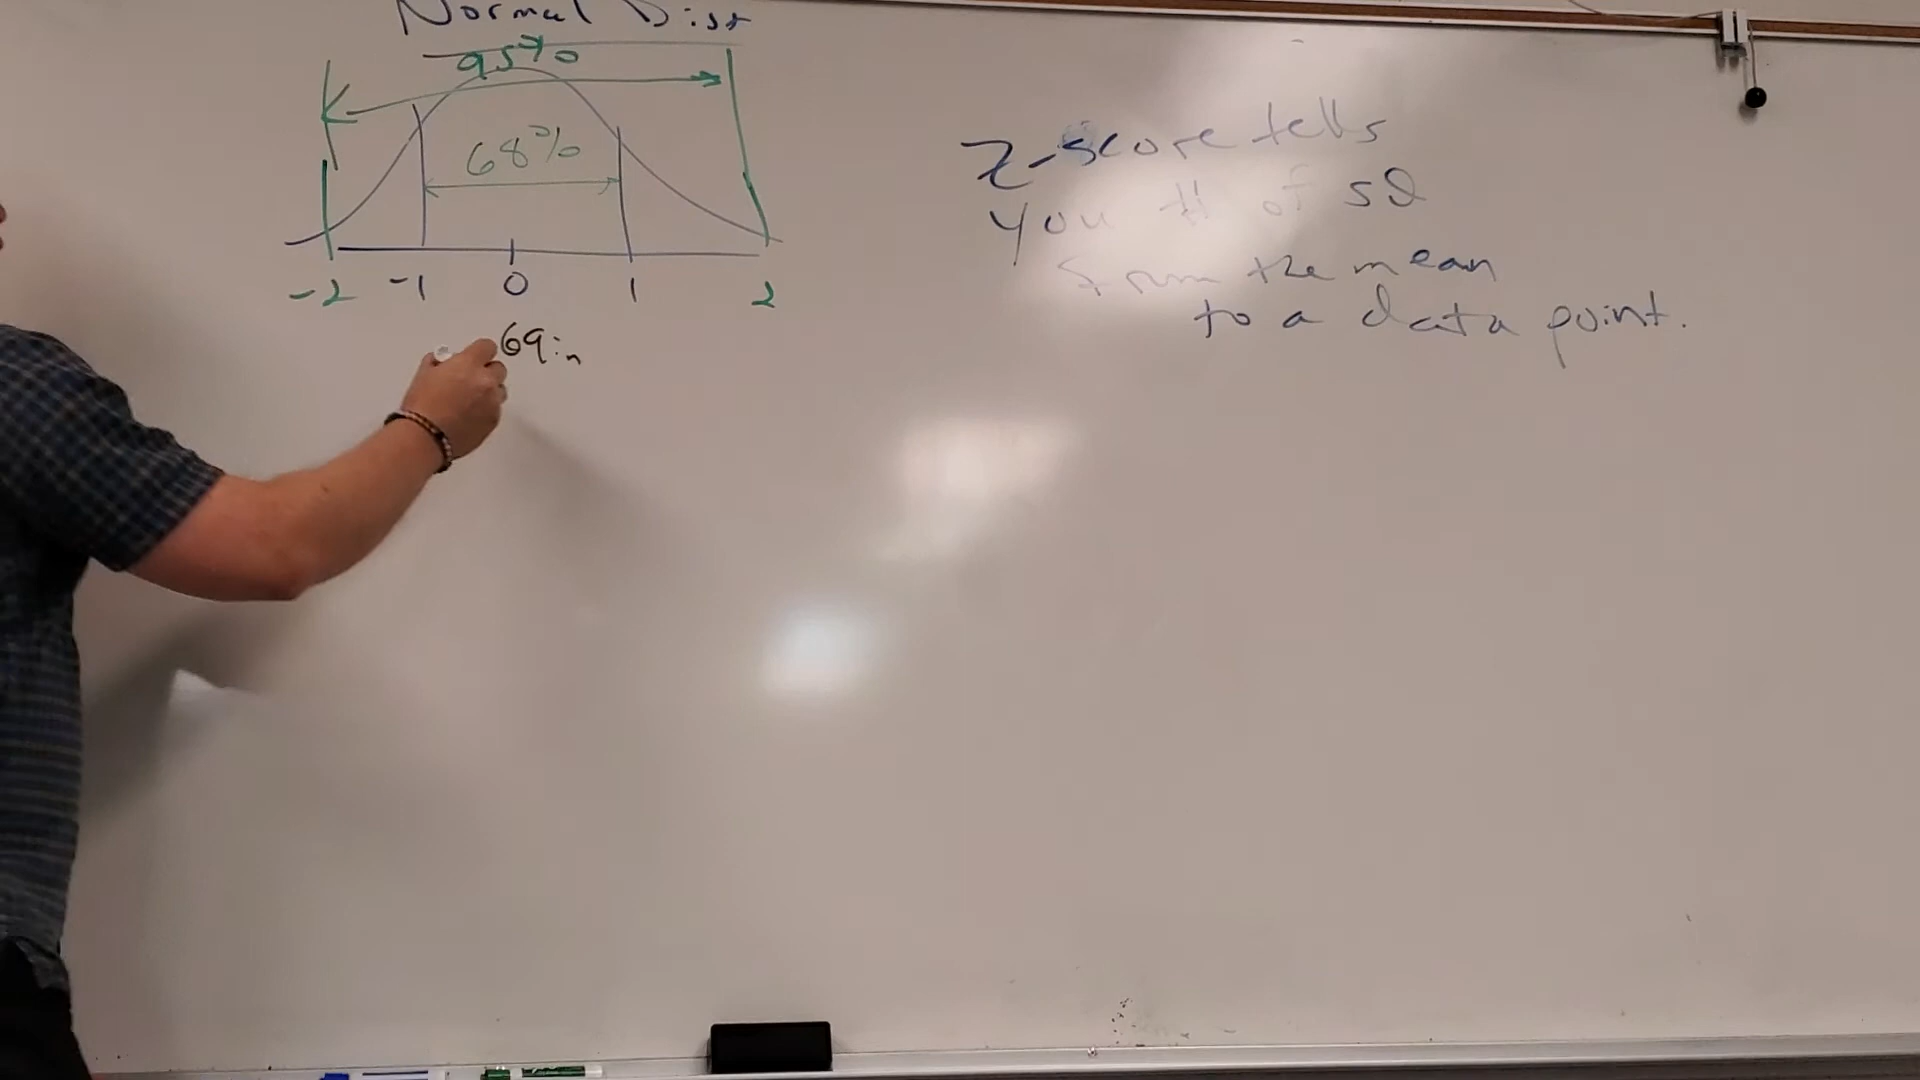 Normal Dist
95%
68%
-2 -1 0 1 2
69in
Z-score tells
you # of SD
from the mean
to a data point.